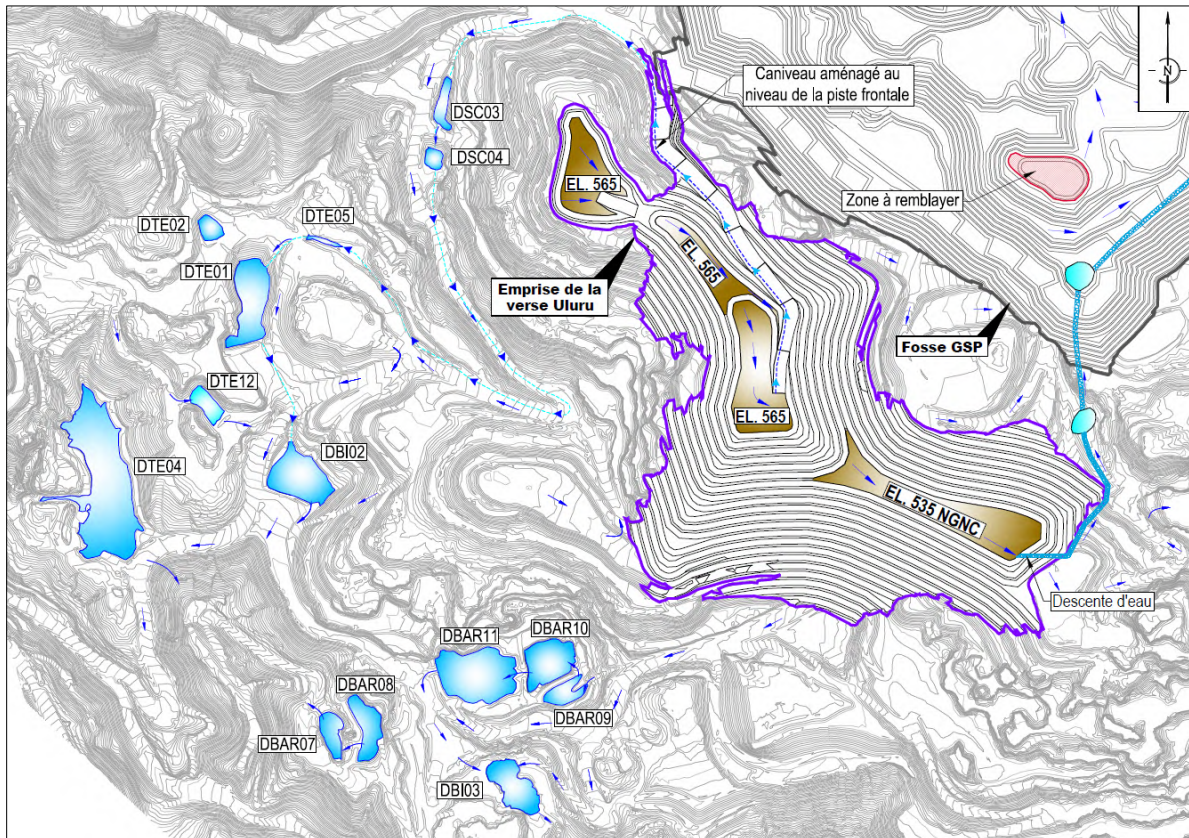 N
Caniveau aménagé au
niveau de la piste frontale
DSC03
DSC04
EL. 565
Zone à remblayer
DTE02
DTE05
DTE01
EL. 565
Emprise de la
verse Uluru
Fosse GSP
DTE12
EL. 565
DTE04
DBI02
EL. 535 NGNC
Descente d'eau
DBAR11
DBAR10
DBAR08
DBAR09
DBAR07
DBI03